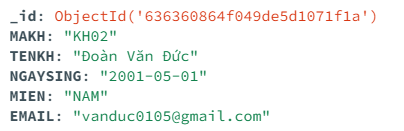 _id: ObjectId('636360864f049de5d1071f1a')
MAKH: "KH02"
TENKH: "Đoàn Văn Đức"
NGAYSING: "2001-05-01"
MIEN: "NAM"
EMAIL: "vanduc0105@gmail.com"